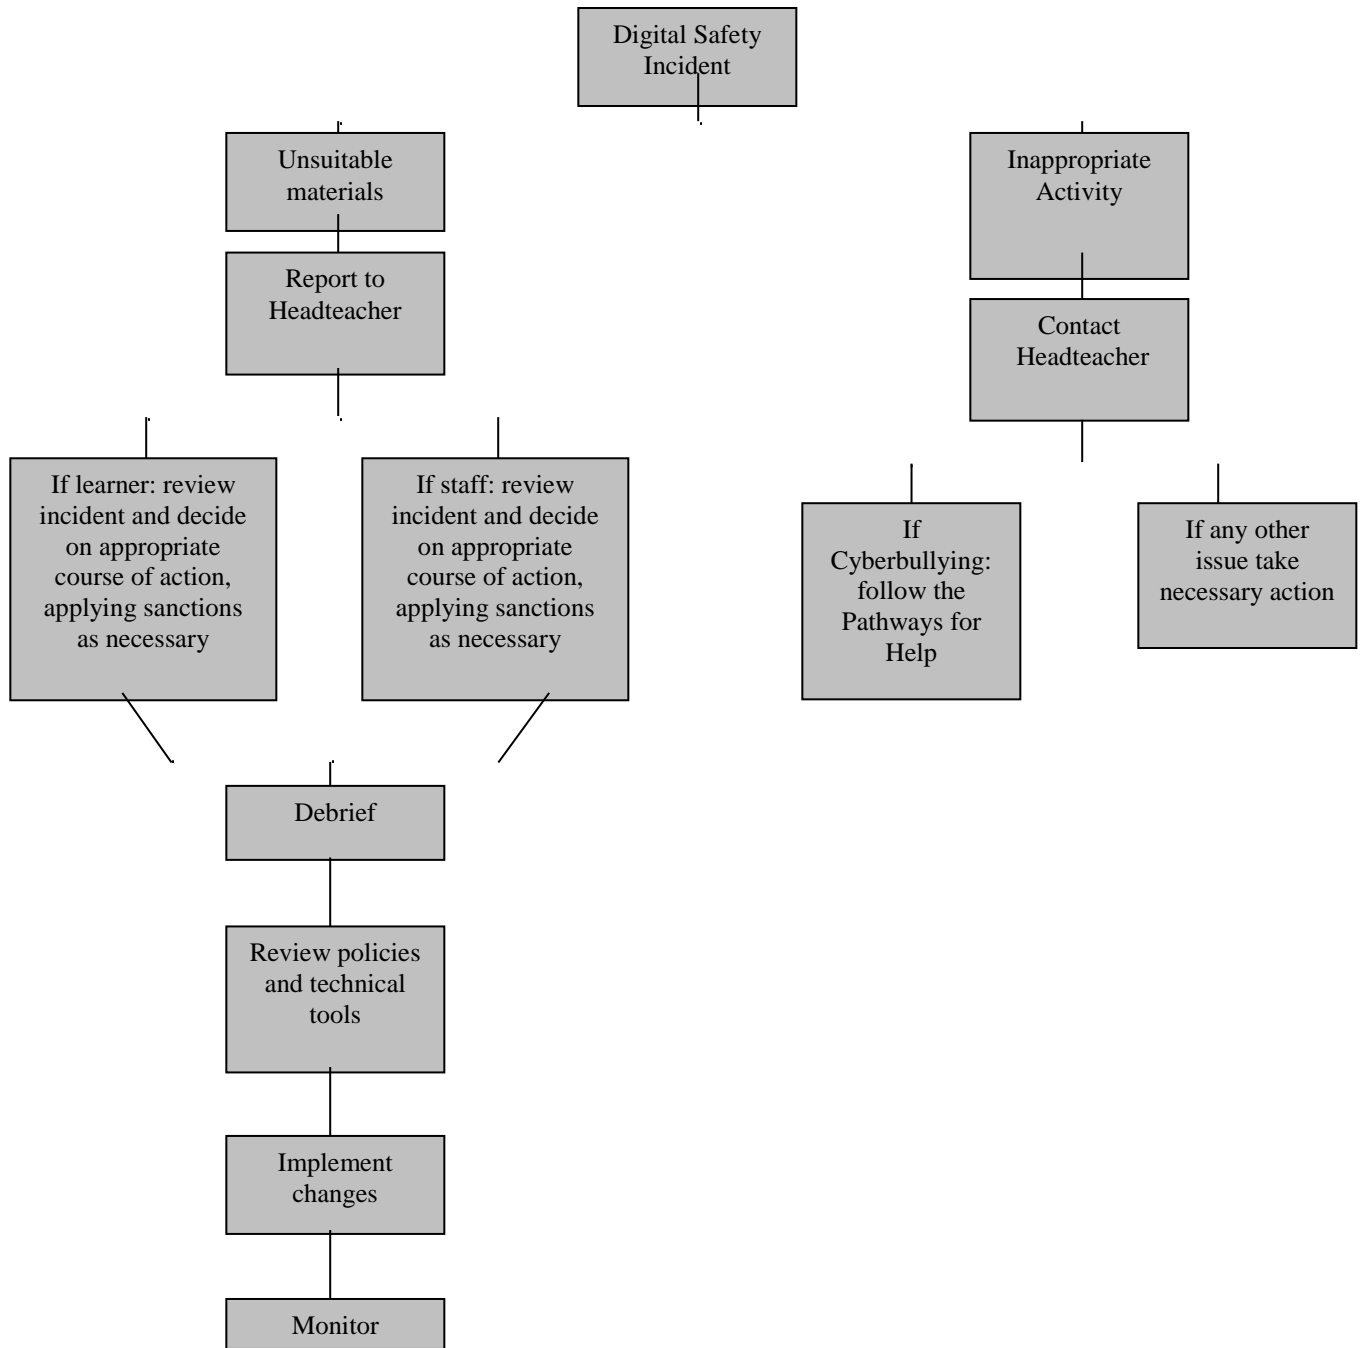 Digital Safety
Incident
Unsuitable
materials
Inappropriate
Activity
Report to
Headteacher
Contact
Headteacher
If learner: review
incident and decide
on appropriate
course of action,
applying sanctions
as necessary
If staff: review
incident and decide
on appropriate
course of action,
applying sanctions
as necessary
If
Cyberbullying:
follow the
Pathways for
Help
If any other
issue take
necessary action
Debrief
Review policies
and technical
tools
Implement
changes
Monitor